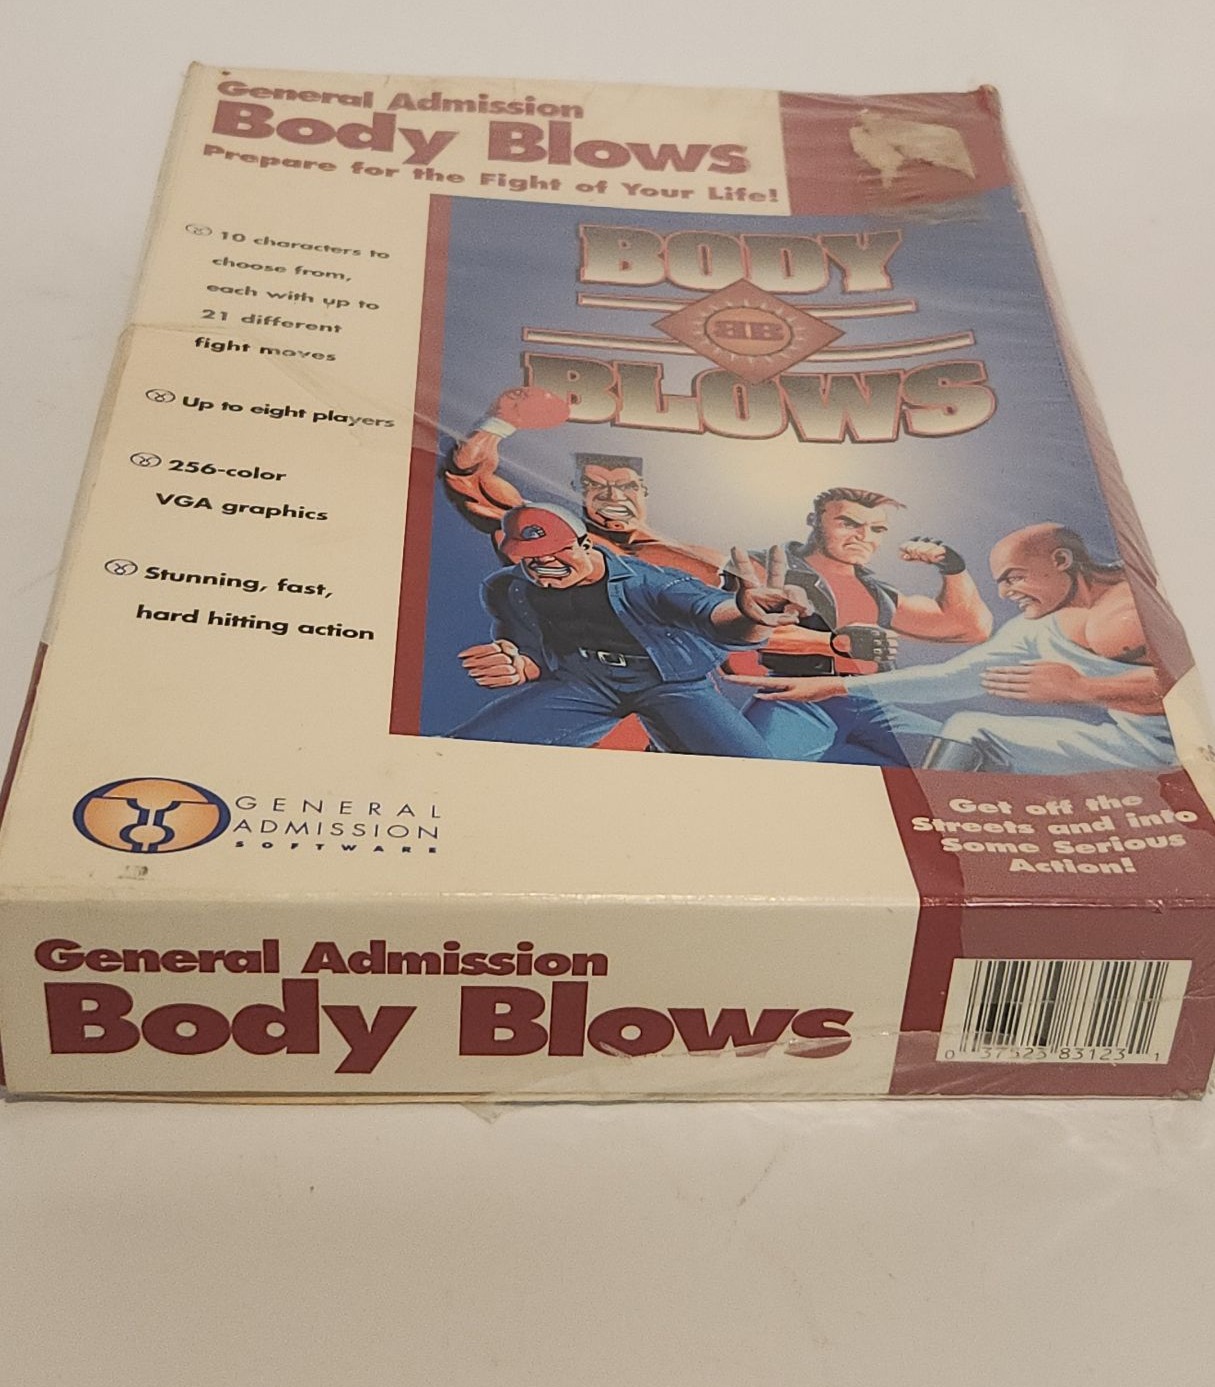 General Admission
Body Blows
Prepare for the Fight of Your Life!
10 characters to
choose from,
each with up to
21 different
fight moves
Up to eight players
256-color
VGA graphics
Stunning, fast,
hard hitting action
BODY
BB
BLOWS
GENERAL
ADMISSION
SOFTWARE
Get off the
Streets and into
Some Serious
Action!
General Admission
Body Blows
0 37523 83123 1